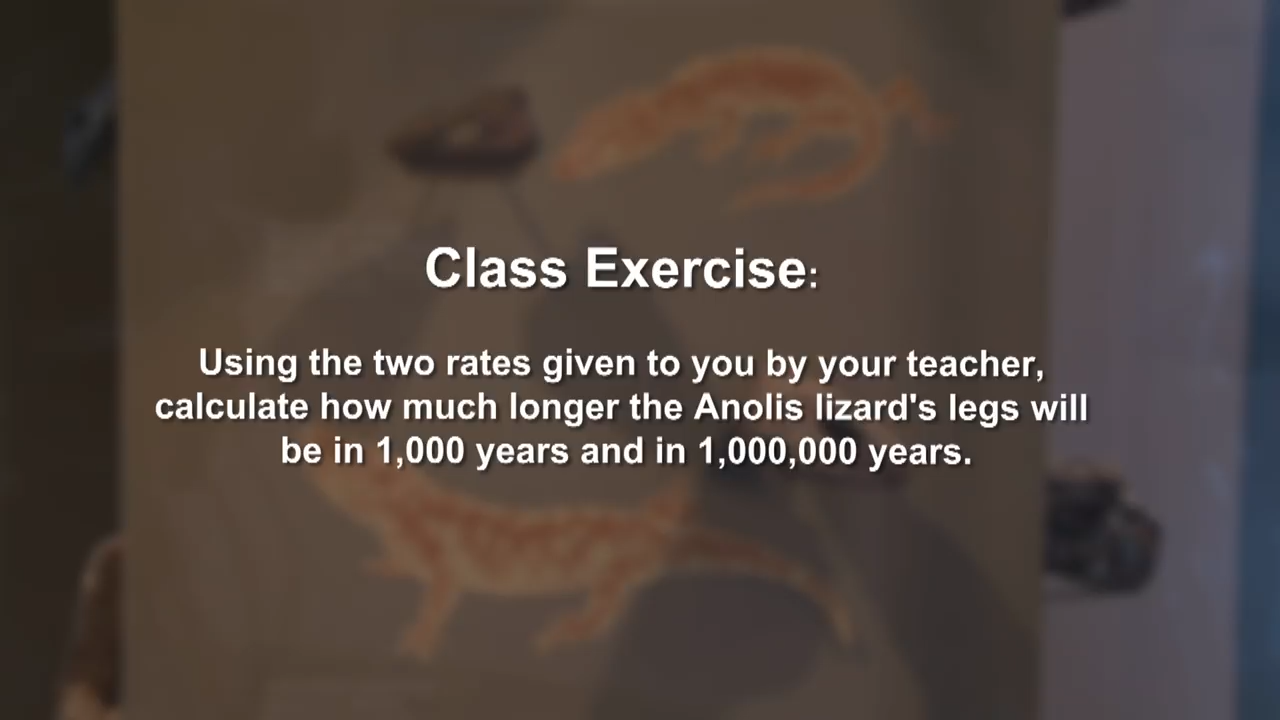 Class Exercise:
Using the two rates given to you by your teacher,
calculate how much longer the Anolis lizard's legs will
be in 1,000 years and in 1,000,000 years.